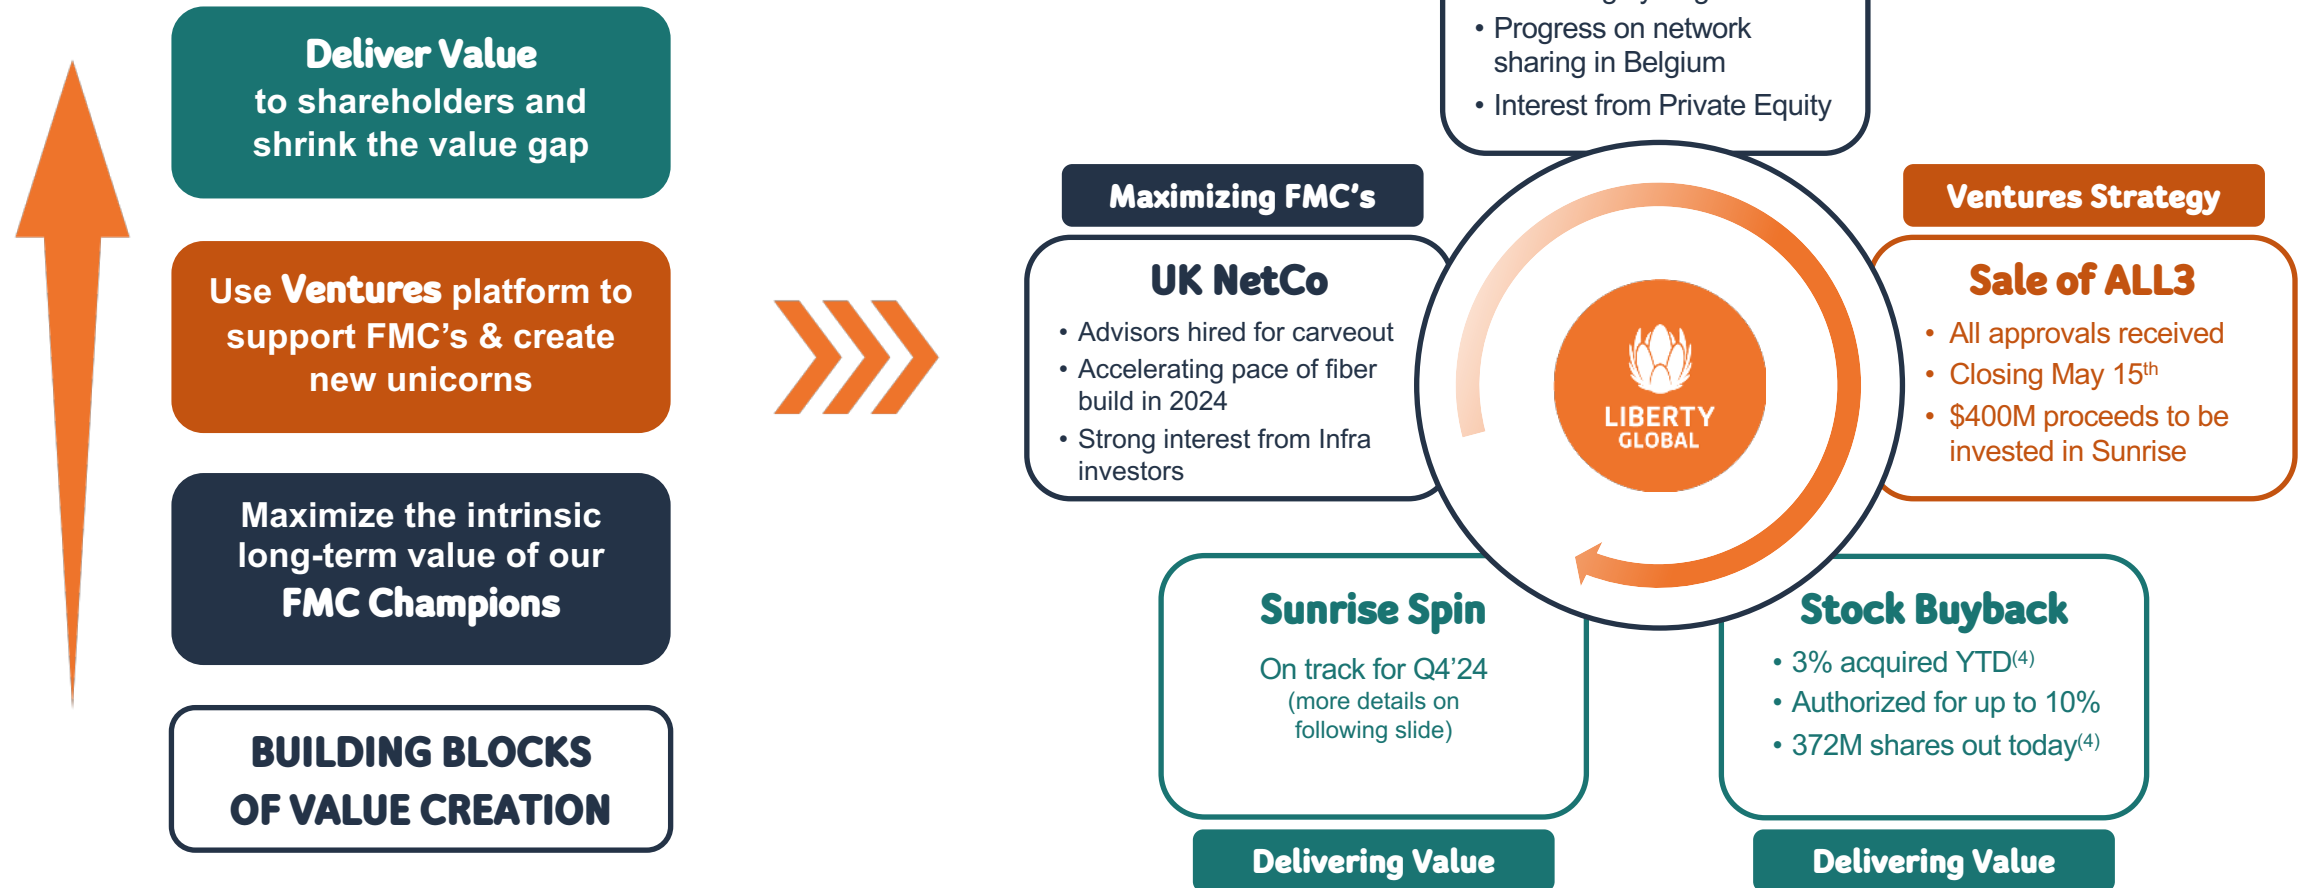 Deliver Value
to shareholders and
shrink the value gap
Use Ventures platform to
support FMC’s & create
new unicorns
Maximize the intrinsic
long-term value of our
FMC Champions
BUILDING BLOCKS
OF VALUE CREATION
• Progress on network
sharing in Belgium
• Interest from Private Equity
Maximizing FMC’s
UK NetCo
• Advisors hired for carveout
• Accelerating pace of fiber
build in 2024
• Strong interest from Infra
investors
LIBERTY
GLOBAL
Ventures Strategy
Sale of ALL3
• All approvals received
• Closing May 15th
• $400M proceeds to be
invested in Sunrise
Sunrise Spin
On track for Q4’24
(more details on
following slide)
Delivering Value
Stock Buyback
• 3% acquired YTD(4)
• Authorized for up to 10%
• 372M shares out today(4)
Delivering Value